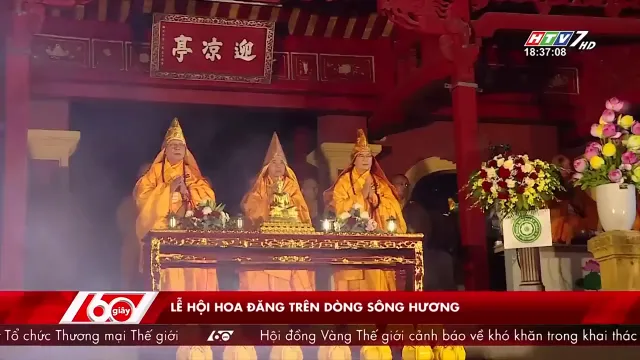 亭凉迎
HTV7 HD
18:37:08
60 giây
LỄ HỘI HOA ĐĂNG TRÊN DÒNG SÔNG HƯƠNG
Tổ chức Thương mại Thế giới 60 Hội đồng Vàng Thế giới cảnh báo về khó khăn trong khai thác